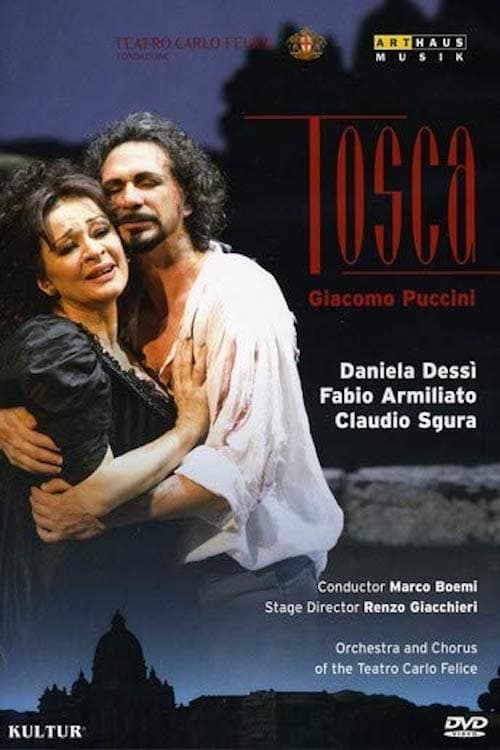 TEATRO CARLO FELICE
FONDAZIONE
ARTHAUS
MUSIK
TOSCA
Giacomo Puccini
Daniela Dessì
Fabio Armiliato
Claudio Sgura
Conductor Marco Boemi
Stage Director Renzo Giacchieri
Orchestra and Chorus
of the Teatro Carlo Felice
KULTUR
DVD
VIDEO